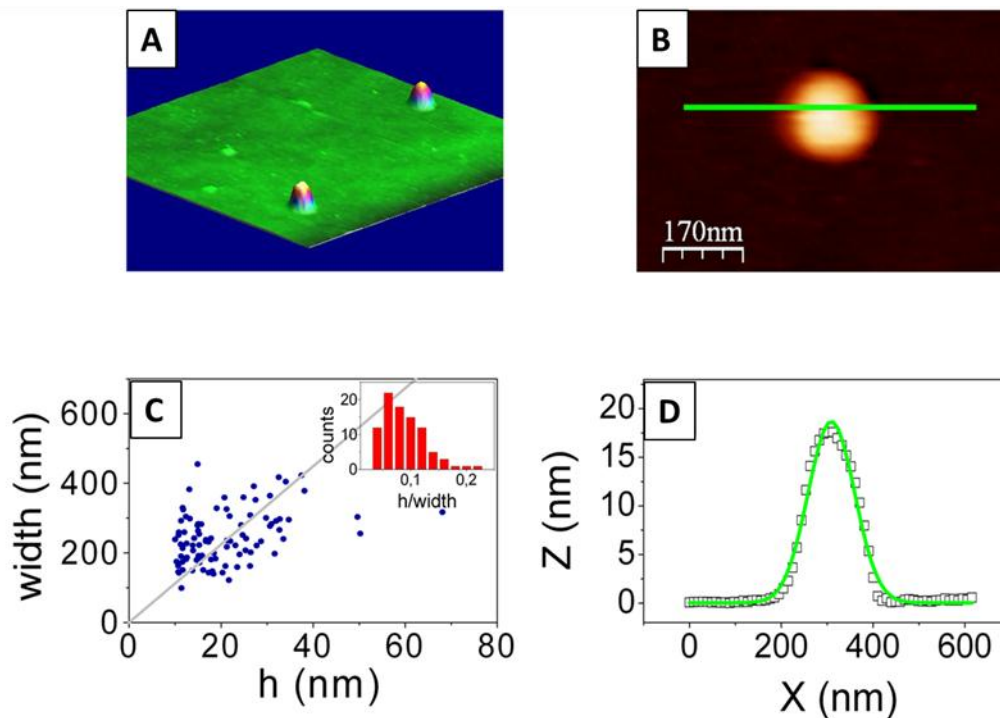 A
B
170nm
C
width (nm)
600
400
200
0
0 20 40 60 80
h (nm)
counts
20
10
0
0,1 0,2
h/width
D
Z (nm)
20
15
10
5
0
0 200 400 600
X (nm)